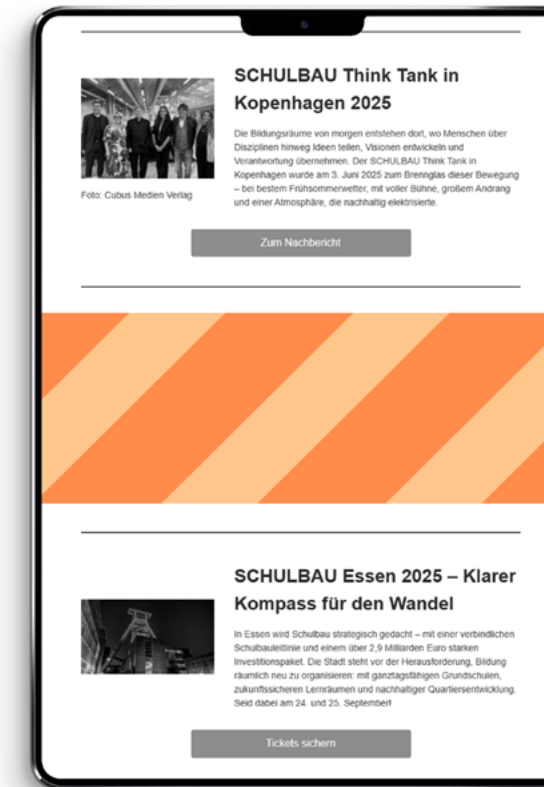 SCHULBAU Think Tank in
Kopenhagen 2025
Die Bildungsräume von morgen entstehen dort, wo Menschen über
Disziplinen hinweg Ideen teilen, Visionen entwickeln und
Verantwortung übernehmen. Der SCHULBAU Think Tank in
Kopenhagen wurde am 3. Juni 2025 zum Brennglas dieser Bewegung
– bei bestem Frühsommerwetter, mit voller Bühne, großem Andrang
und einer Atmosphäre, die nachhaltig elektrisierte.
Foto: Cubus Medien Verlag
Zum Nachbericht
SCHULBAU Essen 2025 – Klarer
Kompass für den Wandel
In Essen wird Schulbau strategisch gedacht – mit einer verbindlichen
Schulbauleitlinie und einem über 2,9 Milliarden Euro starken
Investitionspaket. Die Stadt steht vor der Herausforderung, Bildung
räumlich neu zu organisieren: mit ganztagsfähigen Grundschulen,
zukunftssicheren Lernräumen und nachhaltiger Quartiersentwicklung.
Seid dabei am 24. und 25. September!
Tickets sichern